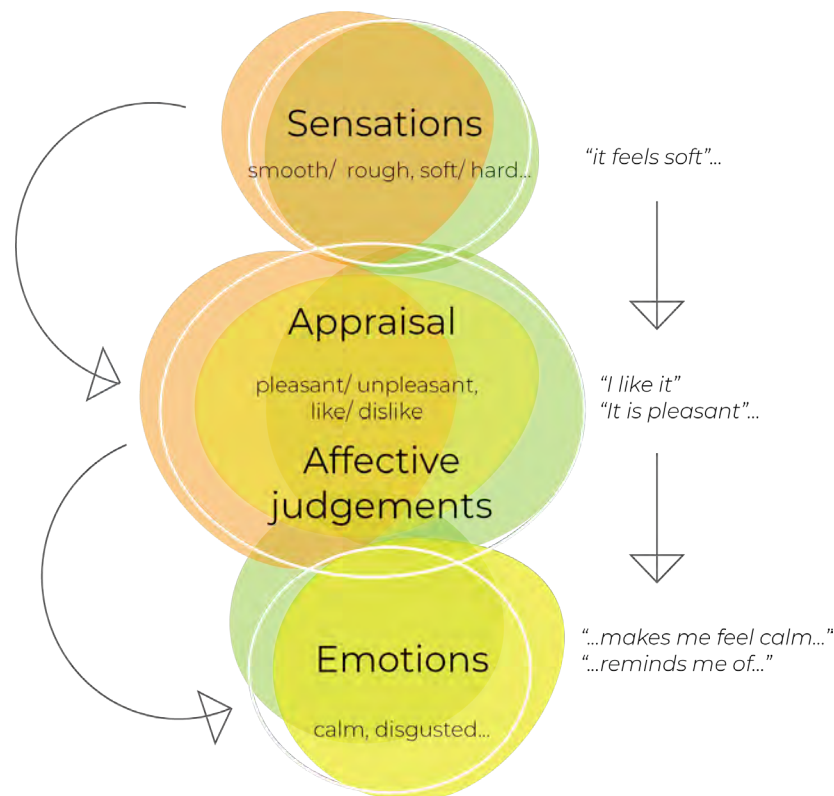 Sensations
smooth/ rough, soft/ hard...
“it feels soft”...
Appraisal
pleasant/ unpleasant,
like/ dislike
“I like it”
“It is pleasant”...
Affective
judgements
“...makes me feel calm...”
“...reminds me of...”
Emotions
calm, disgusted...